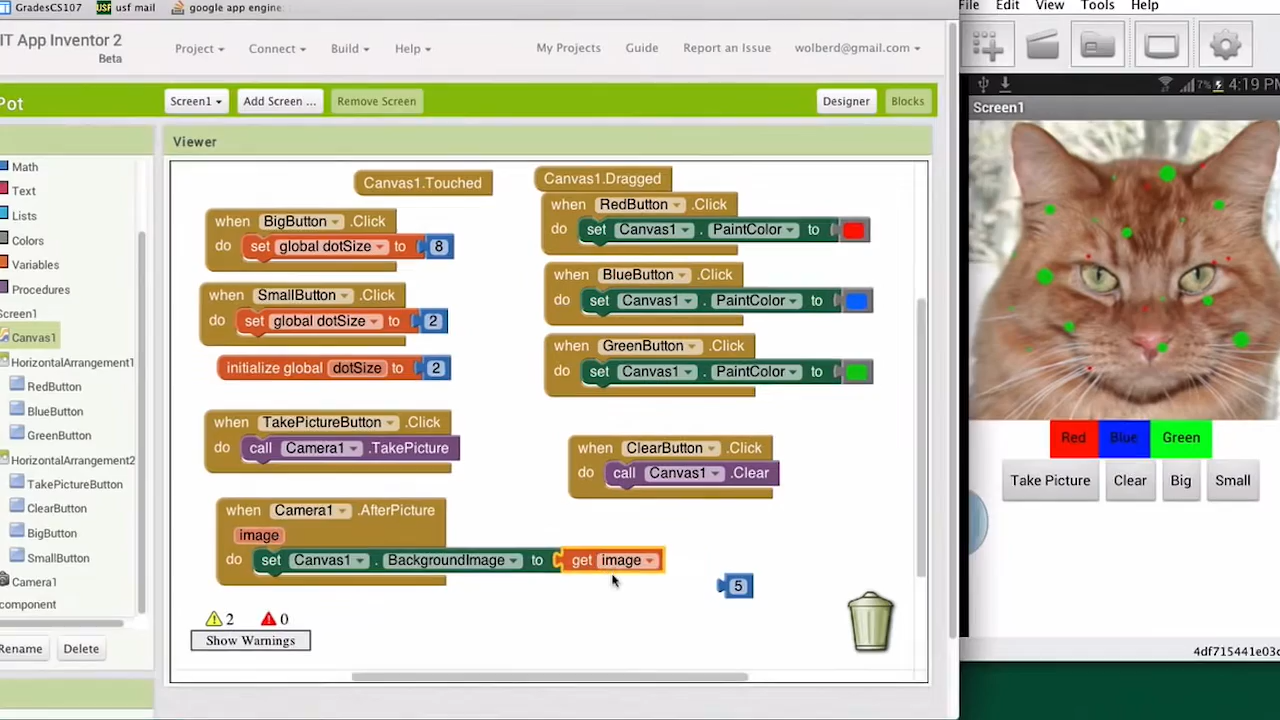 GradesCS107 USF usf mail google app engine
File Edit View Tools Help
IT App Inventor 2
Beta
Project Connect Build Help My Projects Guide Report an Issue wolberd@gmail.com
Pot Screen1 Add Screen ... Remove Screen Designer Blocks
7% 4:19 PM
Screen1
Viewer
Math
Text
Lists
Colors
Variables
Procedures
Screen1
Canvas1
HorizontalArrangement1
RedButton
BlueButton
GreenButton
HorizontalArrangement2
TakePictureButton
ClearButton
BigButton
SmallButton
Camera1
component
Rename Delete
Canvas1.Touched
when BigButton .Click
do set global dotSize to 8
when SmallButton .Click
do set global dotSize to 2
initialize global dotSize to 2
when TakePictureButton .Click
do call Camera1 .TakePicture
when Camera1 .AfterPicture
image
do set Canvas1 . BackgroundImage to get image
Canvas1.Dragged
when RedButton .Click
do set Canvas1 . PaintColor to
when BlueButton .Click
do set Canvas1 . PaintColor to
when GreenButton .Click
do set Canvas1 . PaintColor to
when ClearButton .Click
do call Canvas1 .Clear
5
2 0
Show Warnings
Red Blue Green
Take Picture Clear Big Small
4df715441e03c